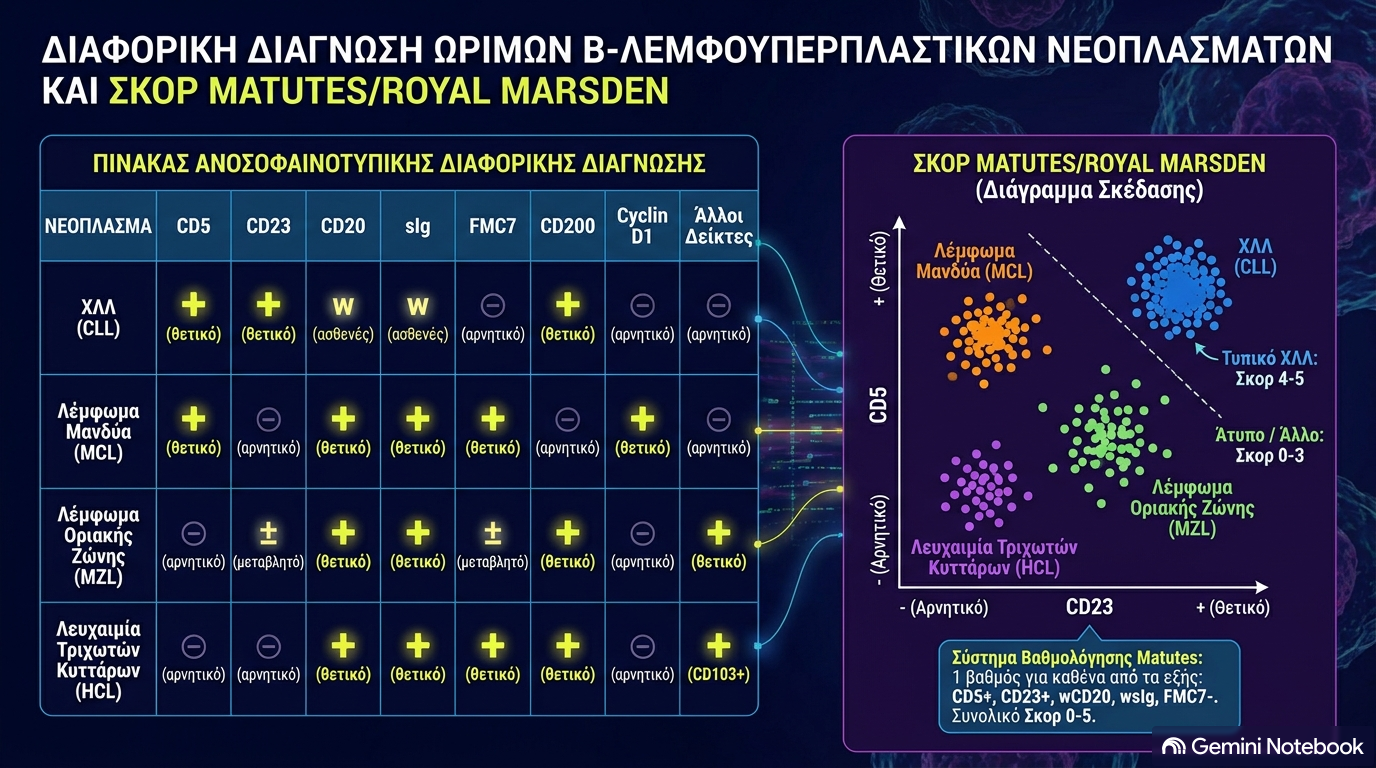 ΔΙΑΦΟΡΙΚΗ ΔΙΑΓΝΩΣΗ ΩΡΙΜΩΝ Β-ΛΕΜΦΟΫΠΕΡΠΛΑΣΤΙΚΩΝ ΝΕΟΠΛΑΣΜΑΤΩΝ
ΚΑΙ ΣΚΟΡ MATUTES/ROYAL MARSDEN
ΠΙΝΑΚΑΣ ΑΝΟΣΟΦΑΙΝΟΤΥΠΙΚΗΣ ΔΙΑΦΟΡΙΚΗΣ ΔΙΑΓΝΩΣΗΣ
ΝΕΟΠΛΑΣΜΑ CD5 CD23 CD20 sIg FMC7 CD200 Cyclin D1 Άλλοι Δείκτες
ΧΛΛ
(CLL)
+ + w w - + - -
(θετικό) (θετικό) (ασθενές) (ασθενές) (αρνητικό) (θετικό) (αρνητικό) (αρνητικό)
Λέμφωμα
Μανδύα
(MCL)
+ - + + + - + -
(θετικό) (αρνητικό) (θετικό) (θετικό) (θετικό) (αρνητικό) (θετικό) (αρνητικό)
Λέμφωμα
Οριακής
Ζώνης
(MZL)
- ± + + ± + - +
(αρνητικό) (μεταβλητό) (θετικό) (θετικό) (μεταβλητό) (θετικό) (αρνητικό) (θετικό)
Λευχαιμία
Τριχωτών
Κυττάρων
(HCL)
- - + + + + - +
(αρνητικό) (αρνητικό) (θετικό) (θετικό) (θετικό) (θετικό) (αρνητικό) (CD103+)
ΣΚΟΡ MATUTES/ROYAL MARSDEN
(Διάγραμμα Σκέδασης)
+ (Θετικό)
CD5
- (Αρνητικό)
Λέμφωμα
Μανδύα (MCL)
ΧΛΛ
(CLL)
Τυπικό ΧΛΛ:
Σκορ 4-5
Άτυπο / Άλλο:
Σκορ 0-3
Λέμφωμα
Οριακής Ζώνης
(MZL)
Λευχαιμία Τριχωτών
Κυττάρων (HCL)
- (Αρνητικό) CD23 + (Θετικό)
Σύστημα Βαθμολόγησης Matutes:
1 βαθμός για καθένα από τα εξής:
CD5+, CD23+, wCD20, wsIg, FMC7-.
Συνολικό Σκορ 0-5.
Gemini Notebook